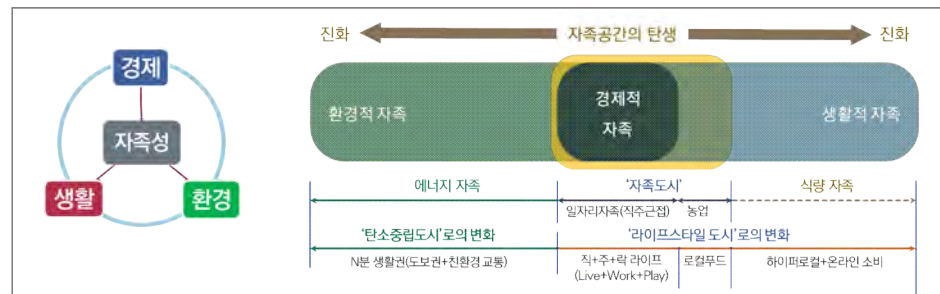 경제
자족성
생활
환경
진화
자족공간의 탄생
진화
환경적 자족
경제적
자족
생활적 자족
에너지 자족
‘자족도시’
식량 자족
일자리자족(직주근접)
농업
‘탄소중립도시’로의 변화
‘라이프스타일 도시’로의 변화
N분 생활권(도보권+친환경 교통)
직+주+락 라이프
(Live+Work+Play)
로컬푸드
하이퍼로컬+온라인 소비